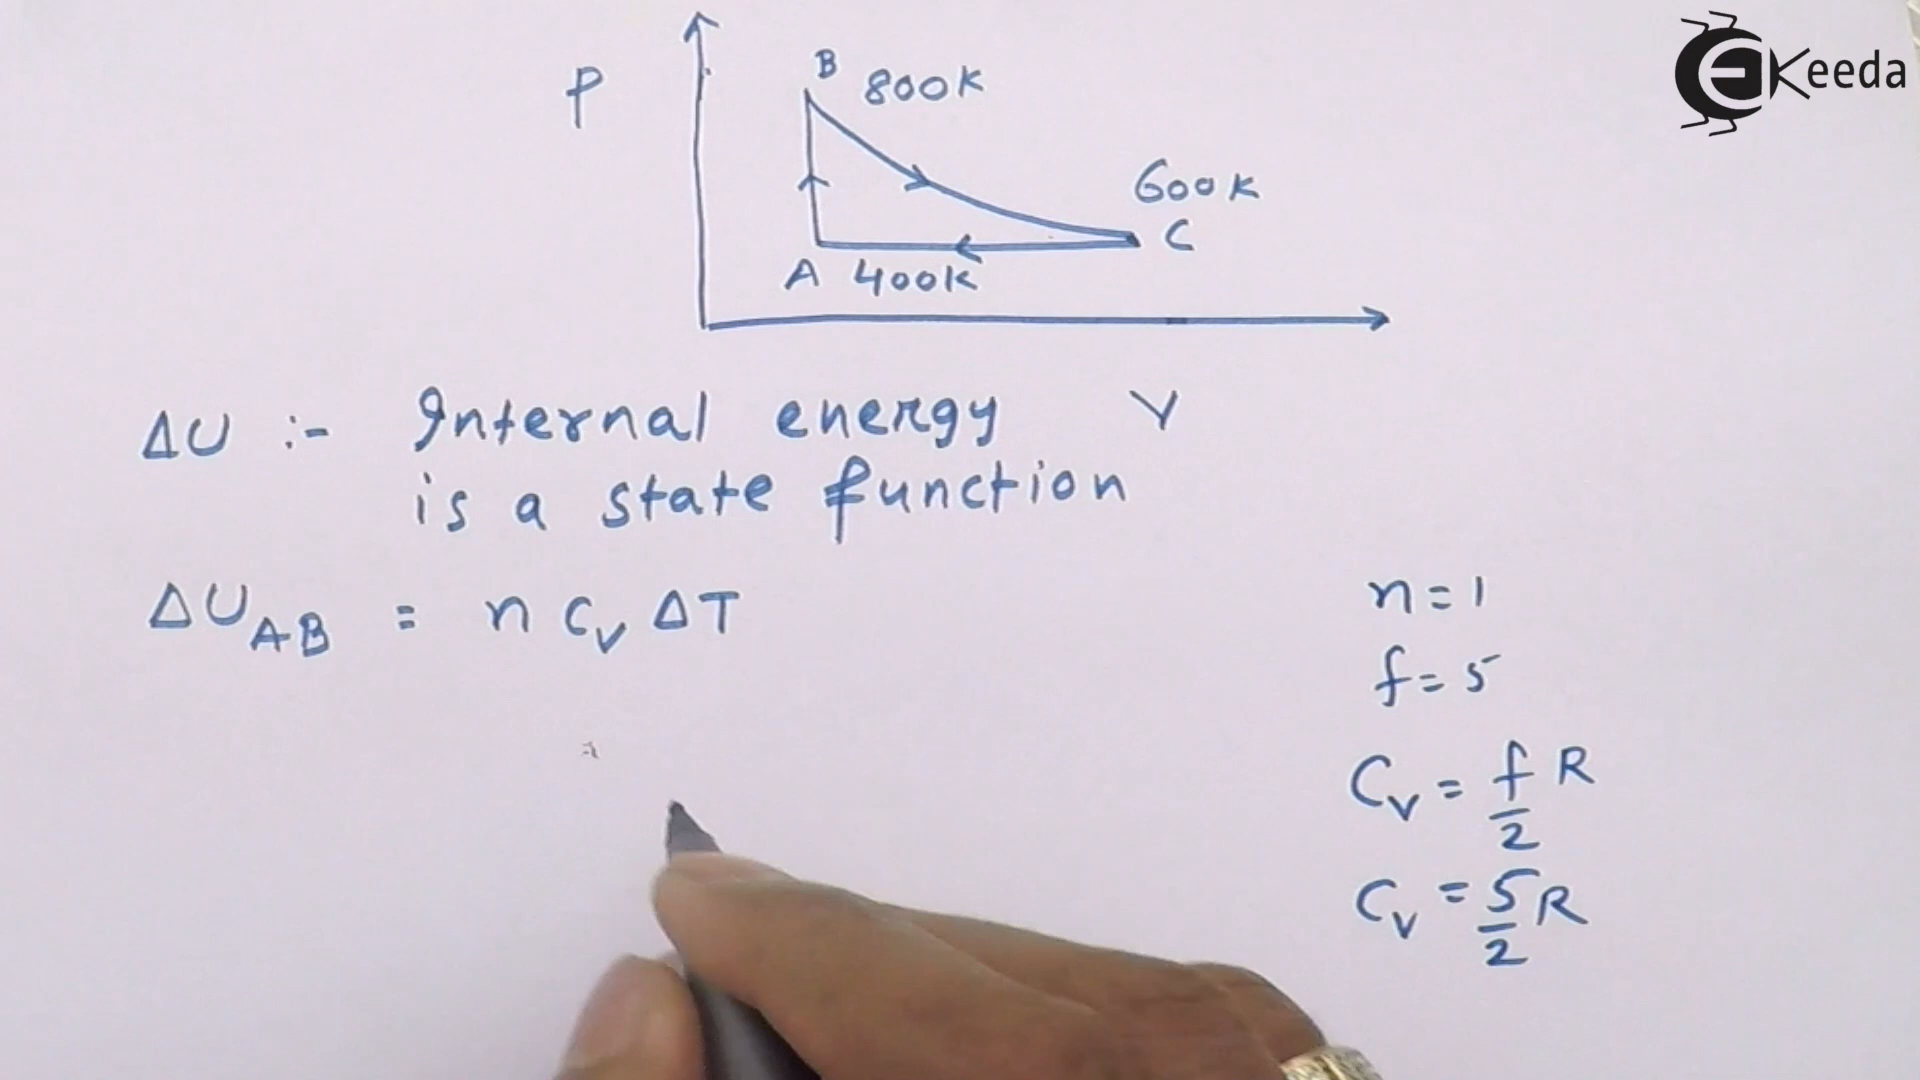 EKeeda
P
B 800K
600K
C
A 400K
ΔU :- Internal energy V
is a state function
ΔU_AB = n C_V ΔT
n = 1
f = 5
C_V = f/2 R
C_V = 5/2 R